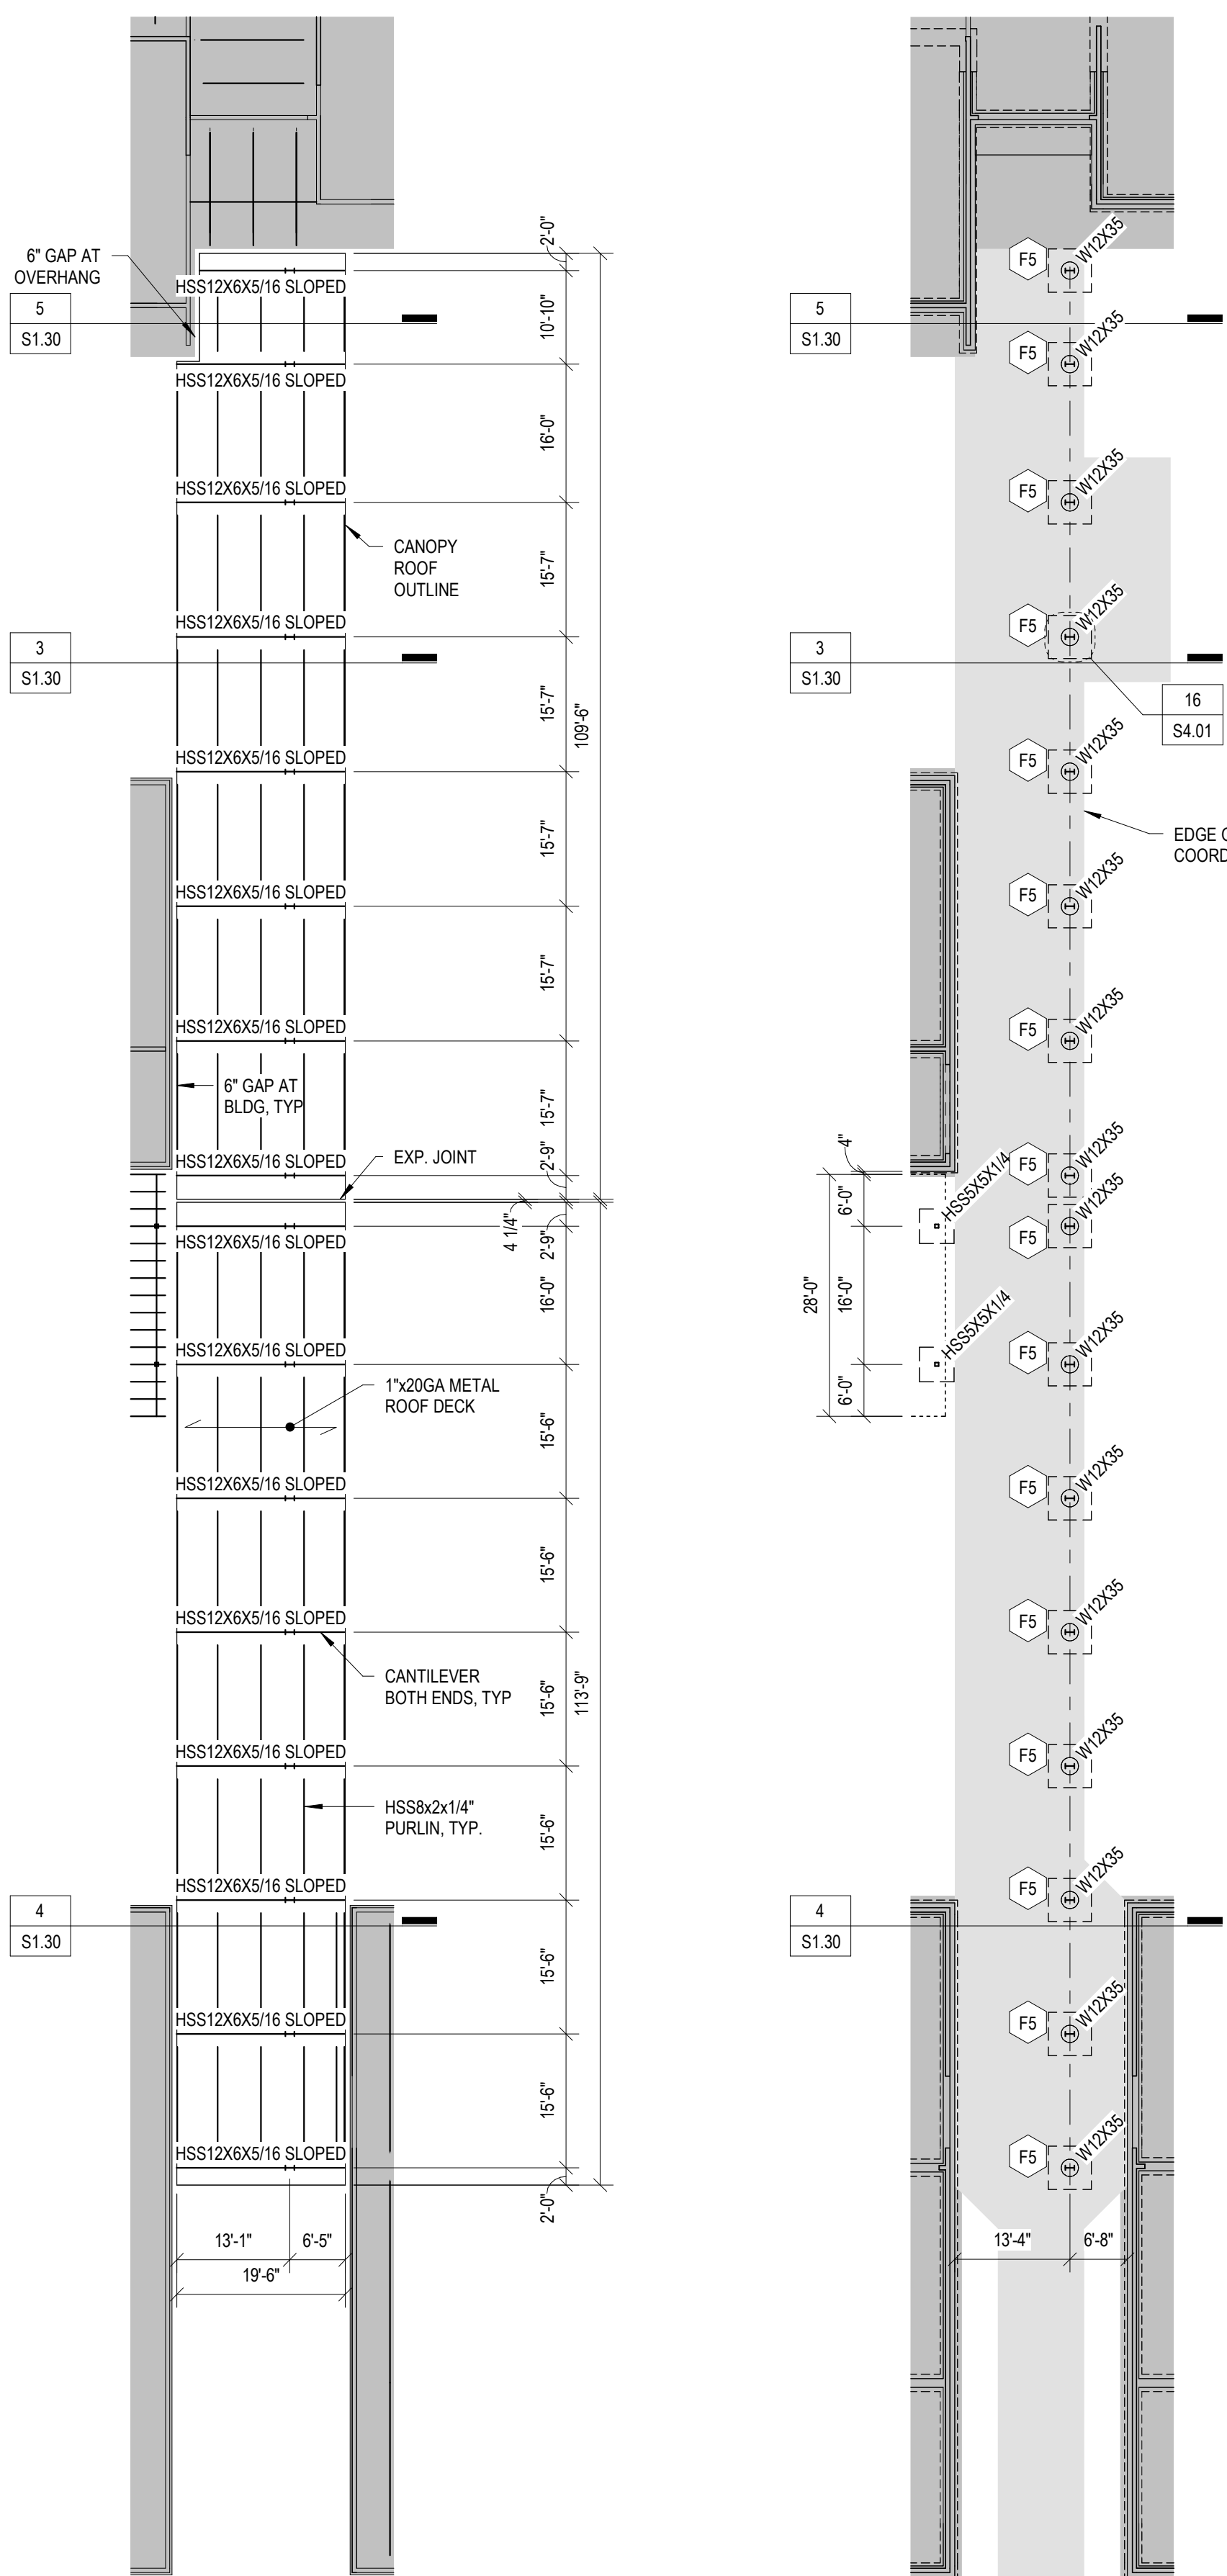 6" GAP AT
OVERHANG
5
S1.30
HSS12X6X5/16 SLOPED
2'-0"
10'-10"
HSS12X6X5/16 SLOPED
16'-0"
HSS12X6X5/16 SLOPED
CANOPY
ROOF
OUTLINE
15'-7"
HSS12X6X5/16 SLOPED
3
S1.30
15'-7"
109'-6"
HSS12X6X5/16 SLOPED
15'-7"
HSS12X6X5/16 SLOPED
15'-7"
HSS12X6X5/16 SLOPED
6" GAP AT
BLDG, TYP
15'-7"
HSS12X6X5/16 SLOPED
EXP. JOINT
2'-9"
4 1/4"
2'-9"
HSS12X6X5/16 SLOPED
16'-0"
HSS12X6X5/16 SLOPED
1"x20GA METAL
ROOF DECK
15'-6"
HSS12X6X5/16 SLOPED
15'-6"
HSS12X6X5/16 SLOPED
CANTILEVER
BOTH ENDS, TYP
15'-6"
113'-9"
HSS12X6X5/16 SLOPED
HSS8x2x1/4"
PURLIN, TYP.
15'-6"
HSS12X6X5/16 SLOPED
4
S1.30
15'-6"
HSS12X6X5/16 SLOPED
15'-6"
HSS12X6X5/16 SLOPED
2'-0"
13'-1"
6'-5"
19'-6"
F5
W12X35
5
S1.30
F5
W12X35
F5
W12X35
F5
W12X35
3
S1.30
16
S4.01
F5
W12X35
EDGE
COORD
F5
W12X35
F5
W12X35
4"
F5
W12X35
6'-0"
HSS5X5X1/4
F5
W12X35
28'-0"
16'-0"
HSS5X5X1/4
F5
W12X35
6'-0"
F5
W12X35
F5
W12X35
F5
W12X35
F5
W12X35
4
S1.30
F5
W12X35
F5
W12X35
13'-4"
6'-8"